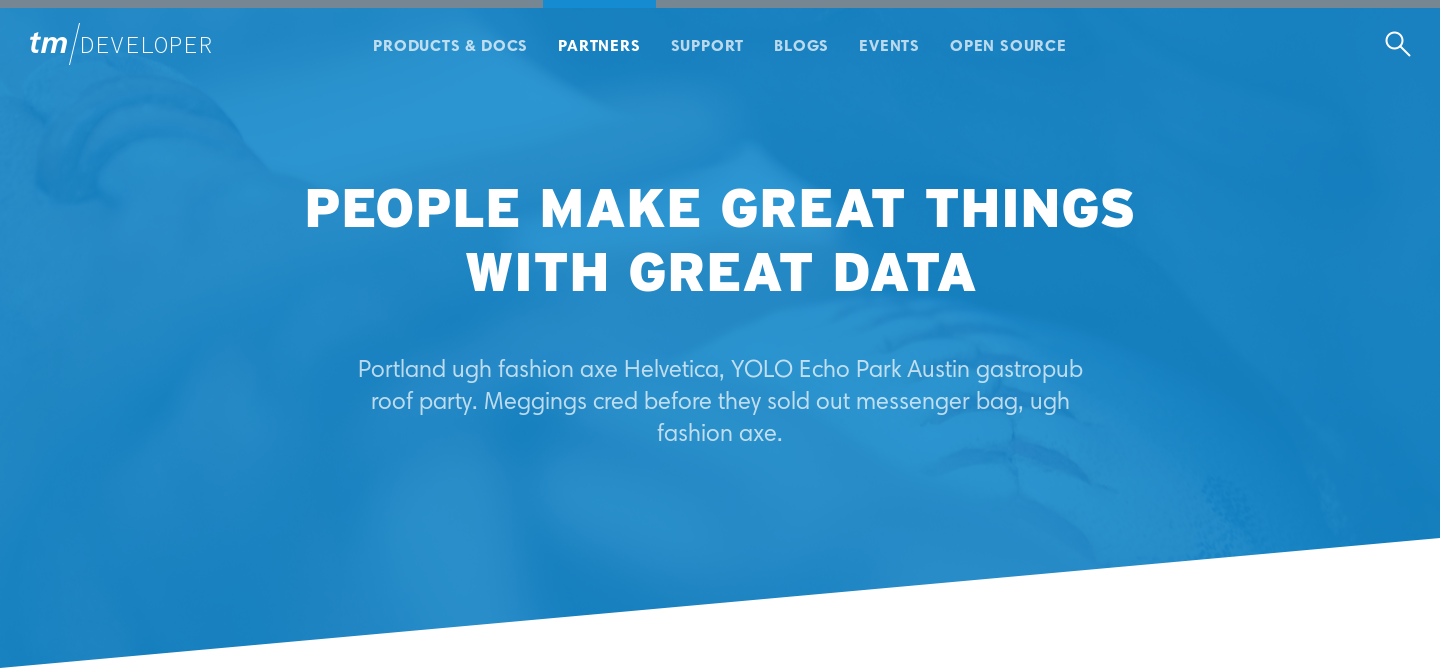 tm/DEVELOPER
PRODUCTS & DOCS PARTNERS SUPPORT BLOGS EVENTS OPEN SOURCE
PEOPLE MAKE GREAT THINGS
WITH GREAT DATA
Portland ugh fashion axe Helvetica, YOLO Echo Park Austin gastropub
roof party. Meggings cred before they sold out messenger bag, ugh
fashion axe.